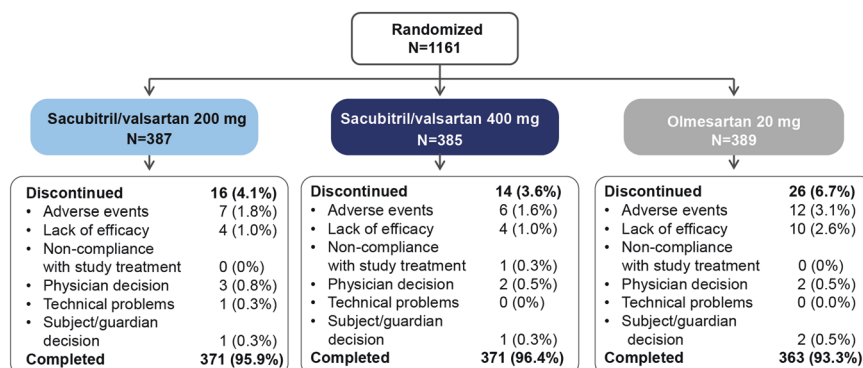 Randomized
N=1161
Sacubitril/valsartan 200 mg
N=387
Sacubitril/valsartan 400 mg
N=385
Olmesartan 20 mg
N=389
Discontinued 16 (4.1%)
• Adverse events 7 (1.8%)
• Lack of efficacy 4 (1.0%)
• Non-compliance
with study treatment 0 (0%)
• Physician decision 3 (0.8%)
• Technical problems 1 (0.3%)
• Subject/guardian
decision 1 (0.3%)
Completed 371 (95.9%)
Discontinued 14 (3.6%)
• Adverse events 6 (1.6%)
• Lack of efficacy 4 (1.0%)
• Non-compliance
with study treatment 1 (0.3%)
• Physician decision 2 (0.5%)
• Technical problems 0 (0%)
• Subject/guardian
decision 1 (0.3%)
Completed 371 (96.4%)
Discontinued 26 (6.7%)
• Adverse events 12 (3.1%)
• Lack of efficacy 10 (2.6%)
• Non-compliance
with study treatment 0 (0%)
• Physician decision 2 (0.5%)
• Technical problems 0 (0.0%)
• Subject/guardian
decision 2 (0.5%)
Completed 363 (93.3%)